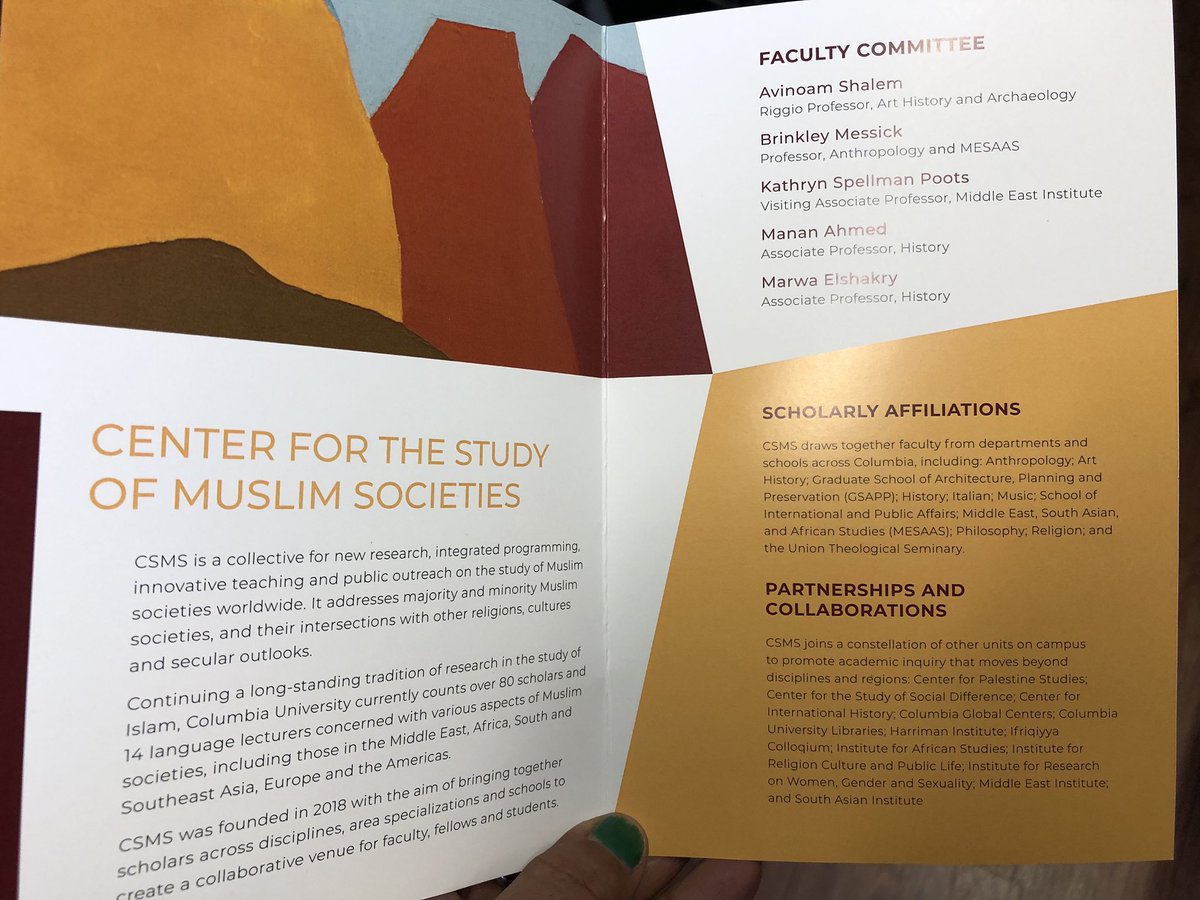 CENTER FOR THE STUDY
OF MUSLIM SOCIETIES
CSMS is a collective for new research, integrated programming,
innovative teaching and public outreach on the study of Muslim
societies worldwide. It addresses majority and minority Muslim
societies, and their intersections with other religions, cultures
and secular outlooks.
Continuing a long-standing tradition of research in the study of
Islam, Columbia University currently counts over 80 scholars and
14 language lecturers concerned with various aspects of Muslim
societies, including those in the Middle East, Africa, South and
Southeast Asia, Europe and the Americas.
CSMS was founded in 2018 with the aim of bringing together
scholars across disciplines, area specializations and schools to
create a collaborative venue for faculty, fellows and students.
FACULTY COMMITTEE
Avinoam Shalem
Riggio Professor, Art History and Archaeology
Brinkley Messick
Professor, Anthropology and MESAAS
Kathryn Spellman Poots
Visiting Associate Professor, Middle East Institute
Manan Ahmed
Associate Professor, History
Marwa Elshakry
Associate Professor, History
SCHOLARLY AFFILIATIONS
CSMS draws together faculty from departments and
schools across Columbia, including: Anthropology; Art
History; Graduate School of Architecture, Planning and
Preservation (GSAPP); History; Italian; Music; School of
International and Public Affairs; Middle East, South Asian,
and African Studies (MESAAS); Philosophy; Religion; and
the Union Theological Seminary.
PARTNERSHIPS AND
COLLABORATIONS
CSMS joins a constellation of other units on campus
to promote academic inquiry that moves beyond
disciplines and regions: Center for Palestine Studies;
Center for the Study of Social Difference; Center for
International History; Columbia Global Centers; Columbia
University Libraries; Harriman Institute; Ifriqiyya
Colloqium; Institute for African Studies; Institute for
Religion Culture and Public Life; Institute for Research
on Women, Gender and Sexuality; Middle East Institute;
and South Asian Institute